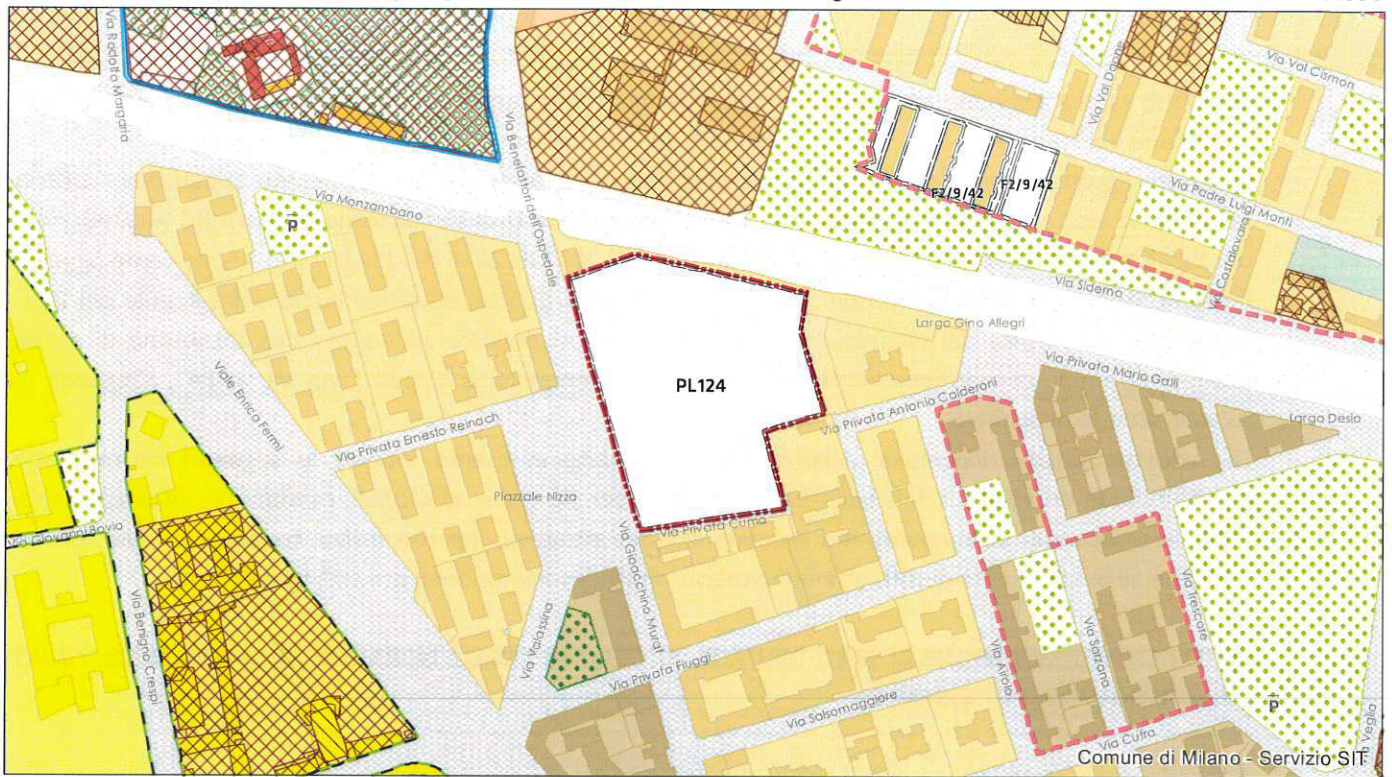 Via Rodolfo Margaria
Via Val Cismon
Via Val Daone
Via Benefattori dell'Ospedale
Via Monzambano
P
F2/9/42
F2/9/42
Via Padre Luigi Monti
Via Costalovara
Via Siderno
Largo Gino Allegri
Via Privata Mario Galli
Viale Enrico Fermi
PL124
Via Privata Antonio Calderoni
Largo Desio
Via Privata Ernesto Reinach
Piazzale Nizza
Via Giovanni Bovio
Via Privata Cuma
Via Gioacchino Murat
Via Benigno Crespi
Via Valassina
Via Trescore
Via Privata Fiuggi
Via Airolo
Via Sarzano
Via Salsomaggiore
P
Via Veglia
Via Cufra
Comune di Milano - Servizio SIT